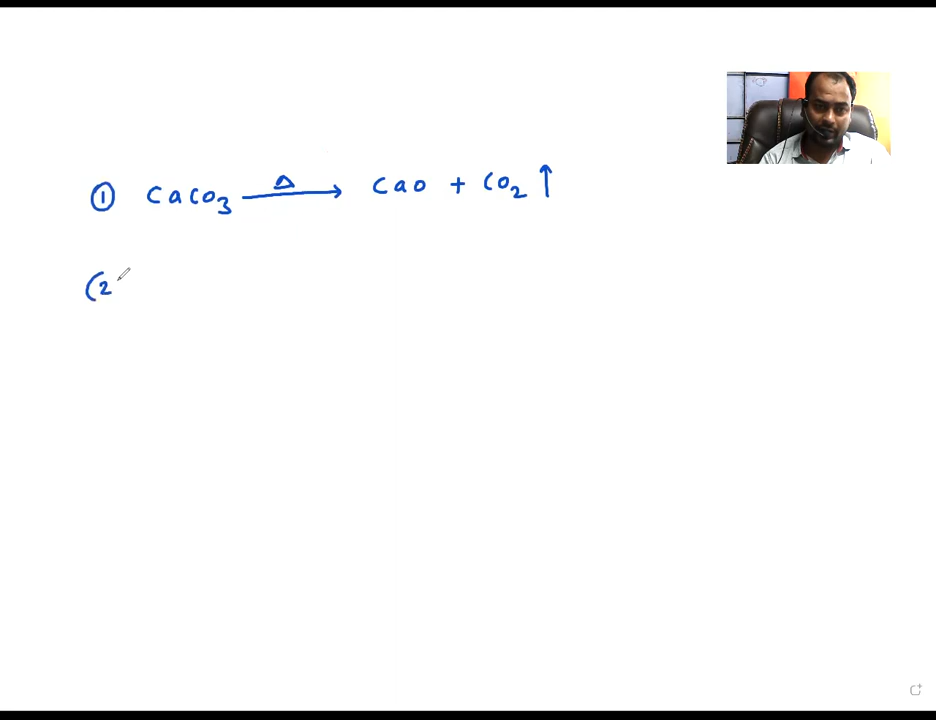 ① CaCO₃ —Δ→ CaO + CO₂ ↑
(2